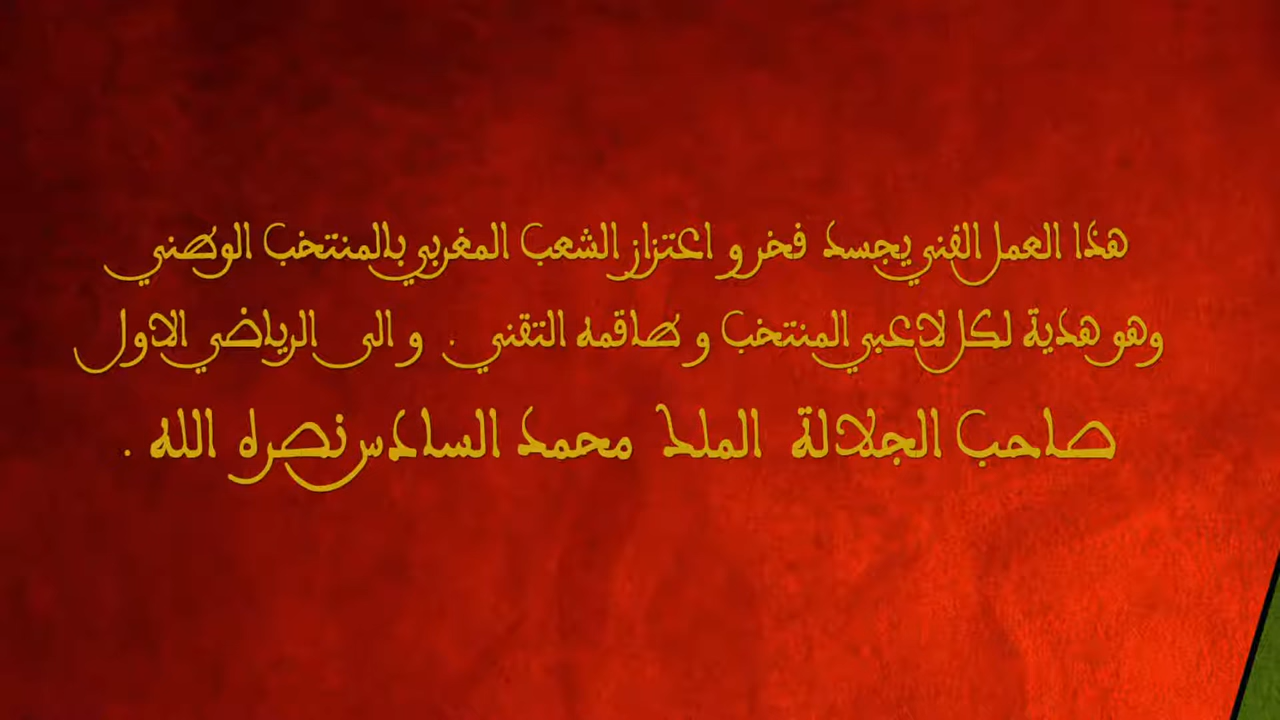 هذا العمل الفني يجسد فخر و اعتزاز الشعب المغربي بالمنتخب الوطني
وهو هدية لكل لاعبي المنتخب و طاقمه التقني . و الى الرياضي الاول
صاحب الجلالة الملك محمد السادس نصره الله .